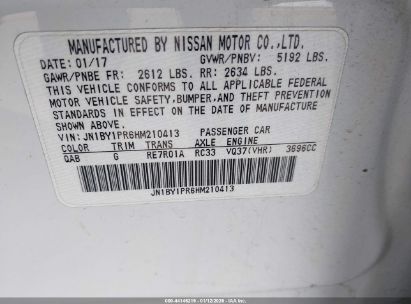 MANUFACTURED BY NISSAN MOTOR CO.,LTD.
DATE: 01/17 GVWR/PNBV: 5192 LBS.
GAWR/PNBE FR: 2612 LBS. RR: 2634 LBS.
THIS VEHICLE CONFORMS TO ALL APPLICABLE FEDERAL
MOTOR VEHICLE SAFETY,BUMPER,AND THEFT PREVENTION
STANDARDS IN EFFECT ON THE DATE OF MANUFACTURE
SHOWN ABOVE.
VIN: JN1BY1PR6HM210413 PASSENGER CAR
COLOR TRIM TRANS AXLE ENGINE
QAB G RE7R01A RC33 VQ37(VHR) 3696CC
JN1BY1PR6HM210413